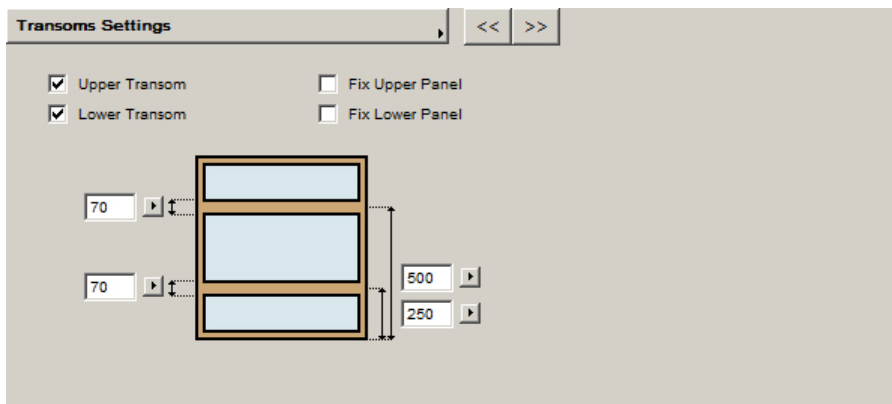 Transoms Settings << >>
Upper Transom Fix Upper Panel
Lower Transom Fix Lower Panel
70
500
70
250